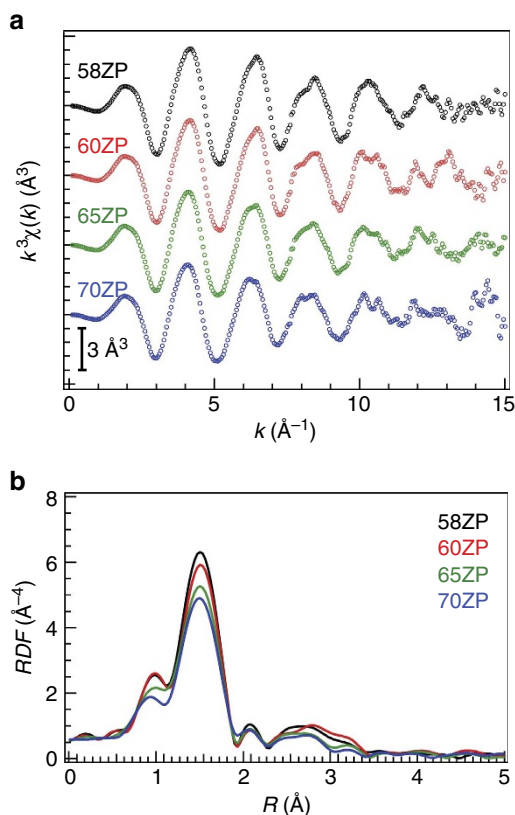 a
58ZP
60ZP
65ZP
70ZP
3 Å³
k³χ(k) (Å³)
0 5 10 15
k (Å⁻¹)
b
8
6
4
2
0
58ZP
60ZP
65ZP
70ZP
RDF (Å⁻⁴)
0 1 2 3 4 5
R (Å)